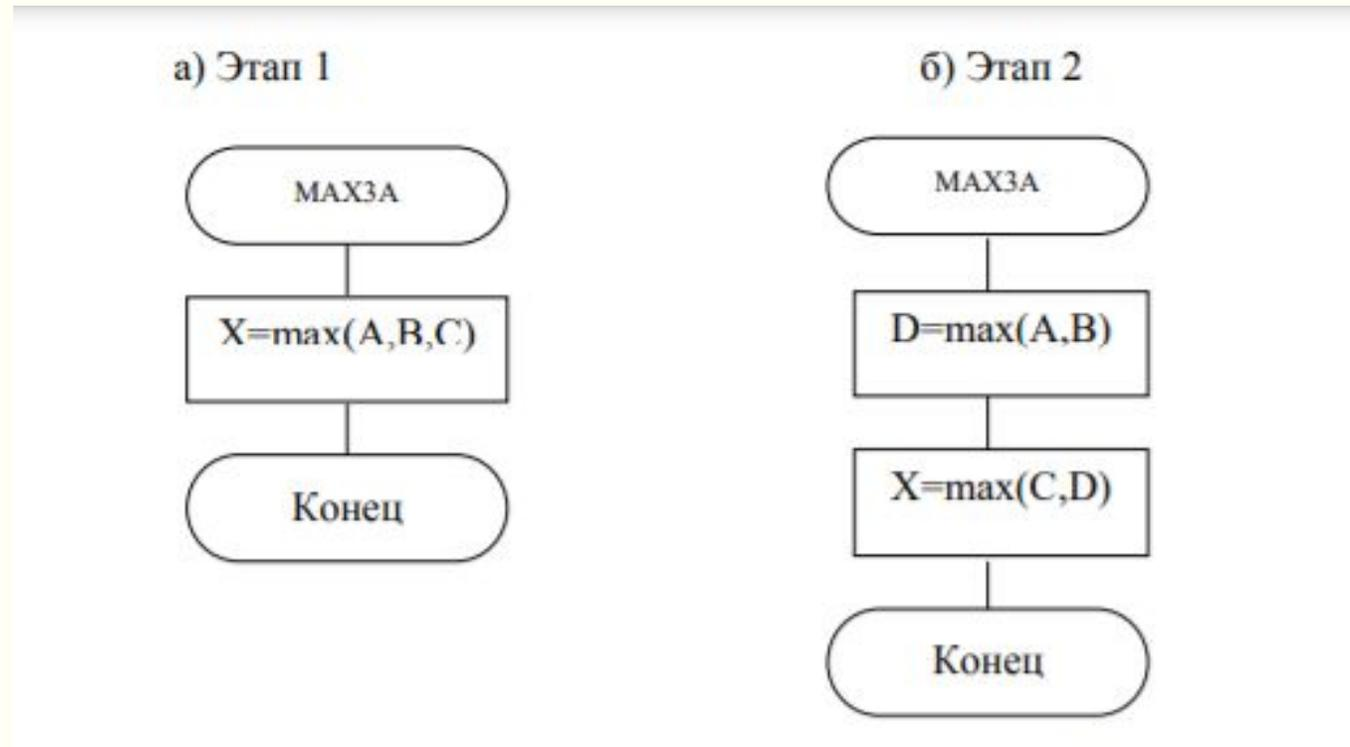 а) Этап 1
MAX3A
X=max(A,B,C)
Конец
б) Этап 2
MAX3A
D=max(A,B)
X=max(C,D)
Конец